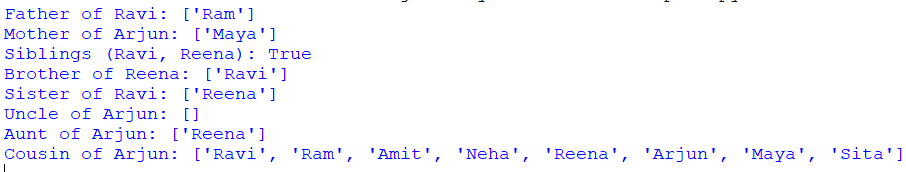 Father of Ravi: ['Ram']
Mother of Arjun: ['Maya']
Siblings (Ravi, Reena): True
Brother of Reena: ['Ravi']
Sister of Ravi: ['Reena']
Uncle of Arjun: []
Aunt of Arjun: ['Reena']
Cousin of Arjun: ['Ravi', 'Ram', 'Amit', 'Neha', 'Reena', 'Arjun', 'Maya', 'Sita']